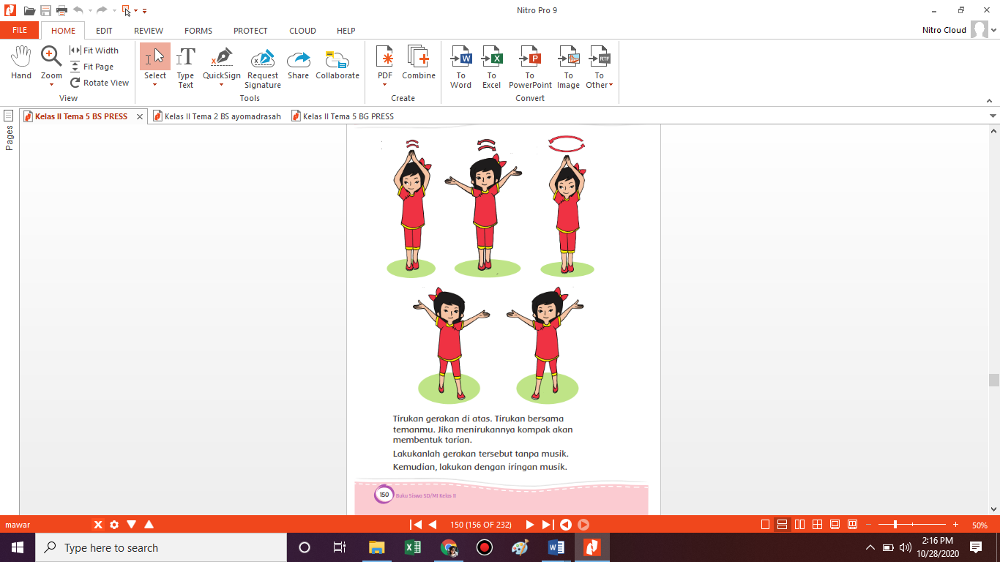 Nitro Pro 9
FILE HOME EDIT REVIEW FORMS PROTECT CLOUD HELP Nitro Cloud
Hand
Zoom
Fit Width
Fit Page
Rotate View
View
Select
Type Text
QuickSign
Request Signature
Share
Collaborate
Tools
PDF
Combine
Create
To Word
To Excel
To PowerPoint
To Image
To Other
Convert
Pages
Kelas II Tema 5 BS PRESS
Kelas II Tema 2 BS ayomadrasah
Kelas II Tema 5 BG PRESS
Tirukan gerakan di atas. Tirukan bersama
temanmu. Jika menirukannya kompak akan
membentuk tarian.
Lakukanlah gerakan tersebut tanpa musik.
Kemudian, lakukan dengan iringan musik.
150 Buku Siswa SD/MI Kelas II
mawar
150 (156 OF 232)
50%
Type here to search
2:16 PM
10/28/2020